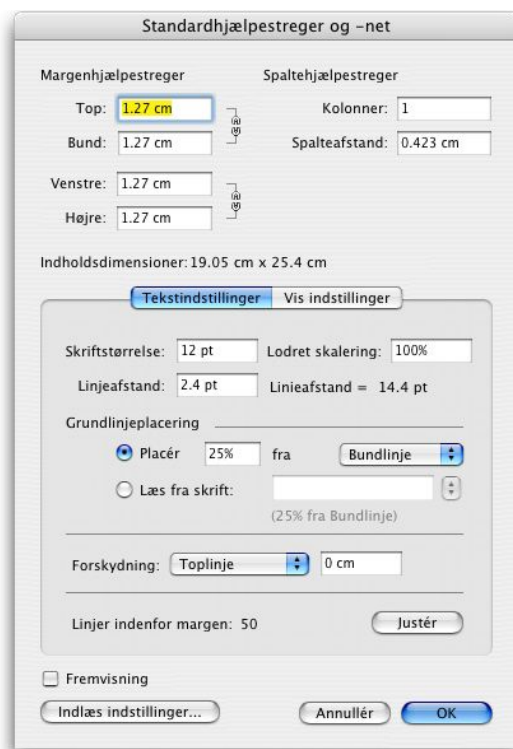 Standardhjælpestreger og -net
Margenhjælpestreger
Top: 1.27 cm
Bund: 1.27 cm
Venstre: 1.27 cm
Højre: 1.27 cm
Spaltehjælpestreger
Kolonner: 1
Spalteafstand: 0.423 cm
Indholdsdimensioner: 19.05 cm x 25.4 cm
Tekstindstillinger Vis indstillinger
Skriftstørrelse: 12 pt Lodret skalering: 100%
Linjeafstand: 2.4 pt Linieafstand = 14.4 pt
Grundlinjeplacering
Placér 25% fra Bundlinje
Læs fra skrift:
(25% fra Bundlinje)
Forskydning: Toplinje 0 cm
Linjer indenfor margen: 50 Justér
Fremvisning
Indlæs indstillinger... Annullér OK